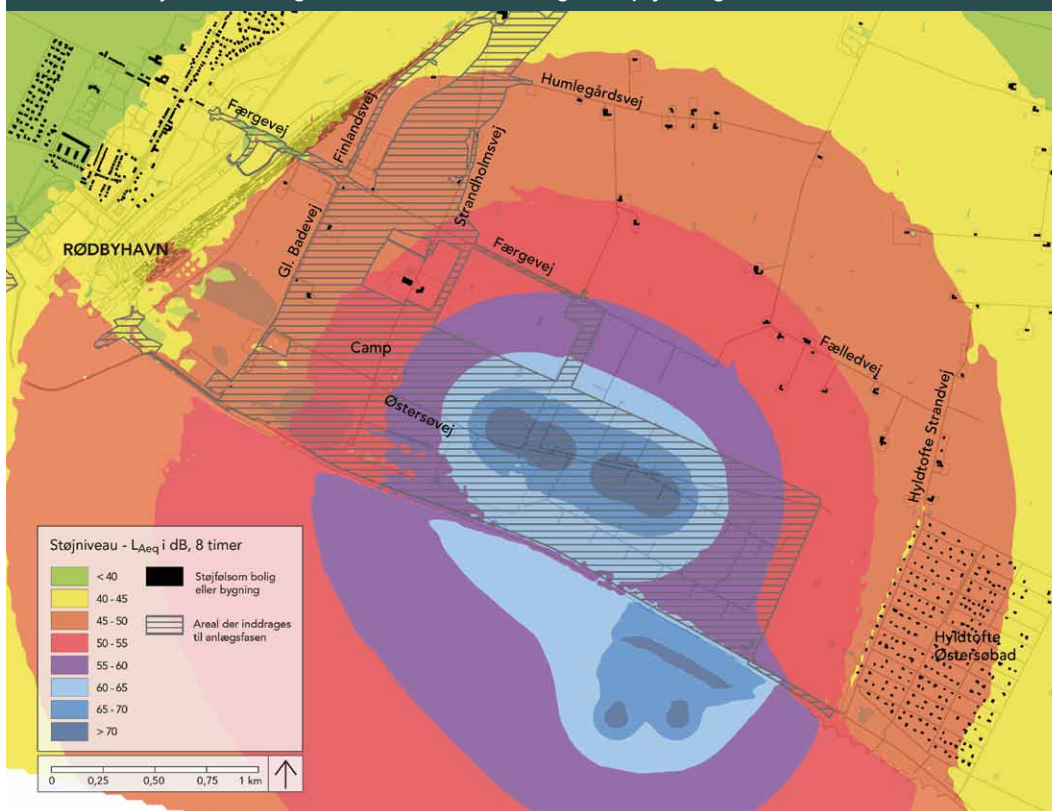 Humlegårdsvej
Færgevej
Finlandsvej
Strandholmsvej
RØDBYHAVN
Gl. Badevej
Færgevej
Camp
Fælledvej
Østersøvej
Hyldtofte Strandvej
Hyldtofte
Østersøbad
Støjniveau - LAeq i dB, 8 timer
< 40
40 - 45
45 - 50
50 - 55
55 - 60
60 - 65
65 - 70
> 70
Støjfølsom bolig
eller bygning
Areal der inddrages
til anlægsfasen
0 0,25 0,50 0,75 1 km